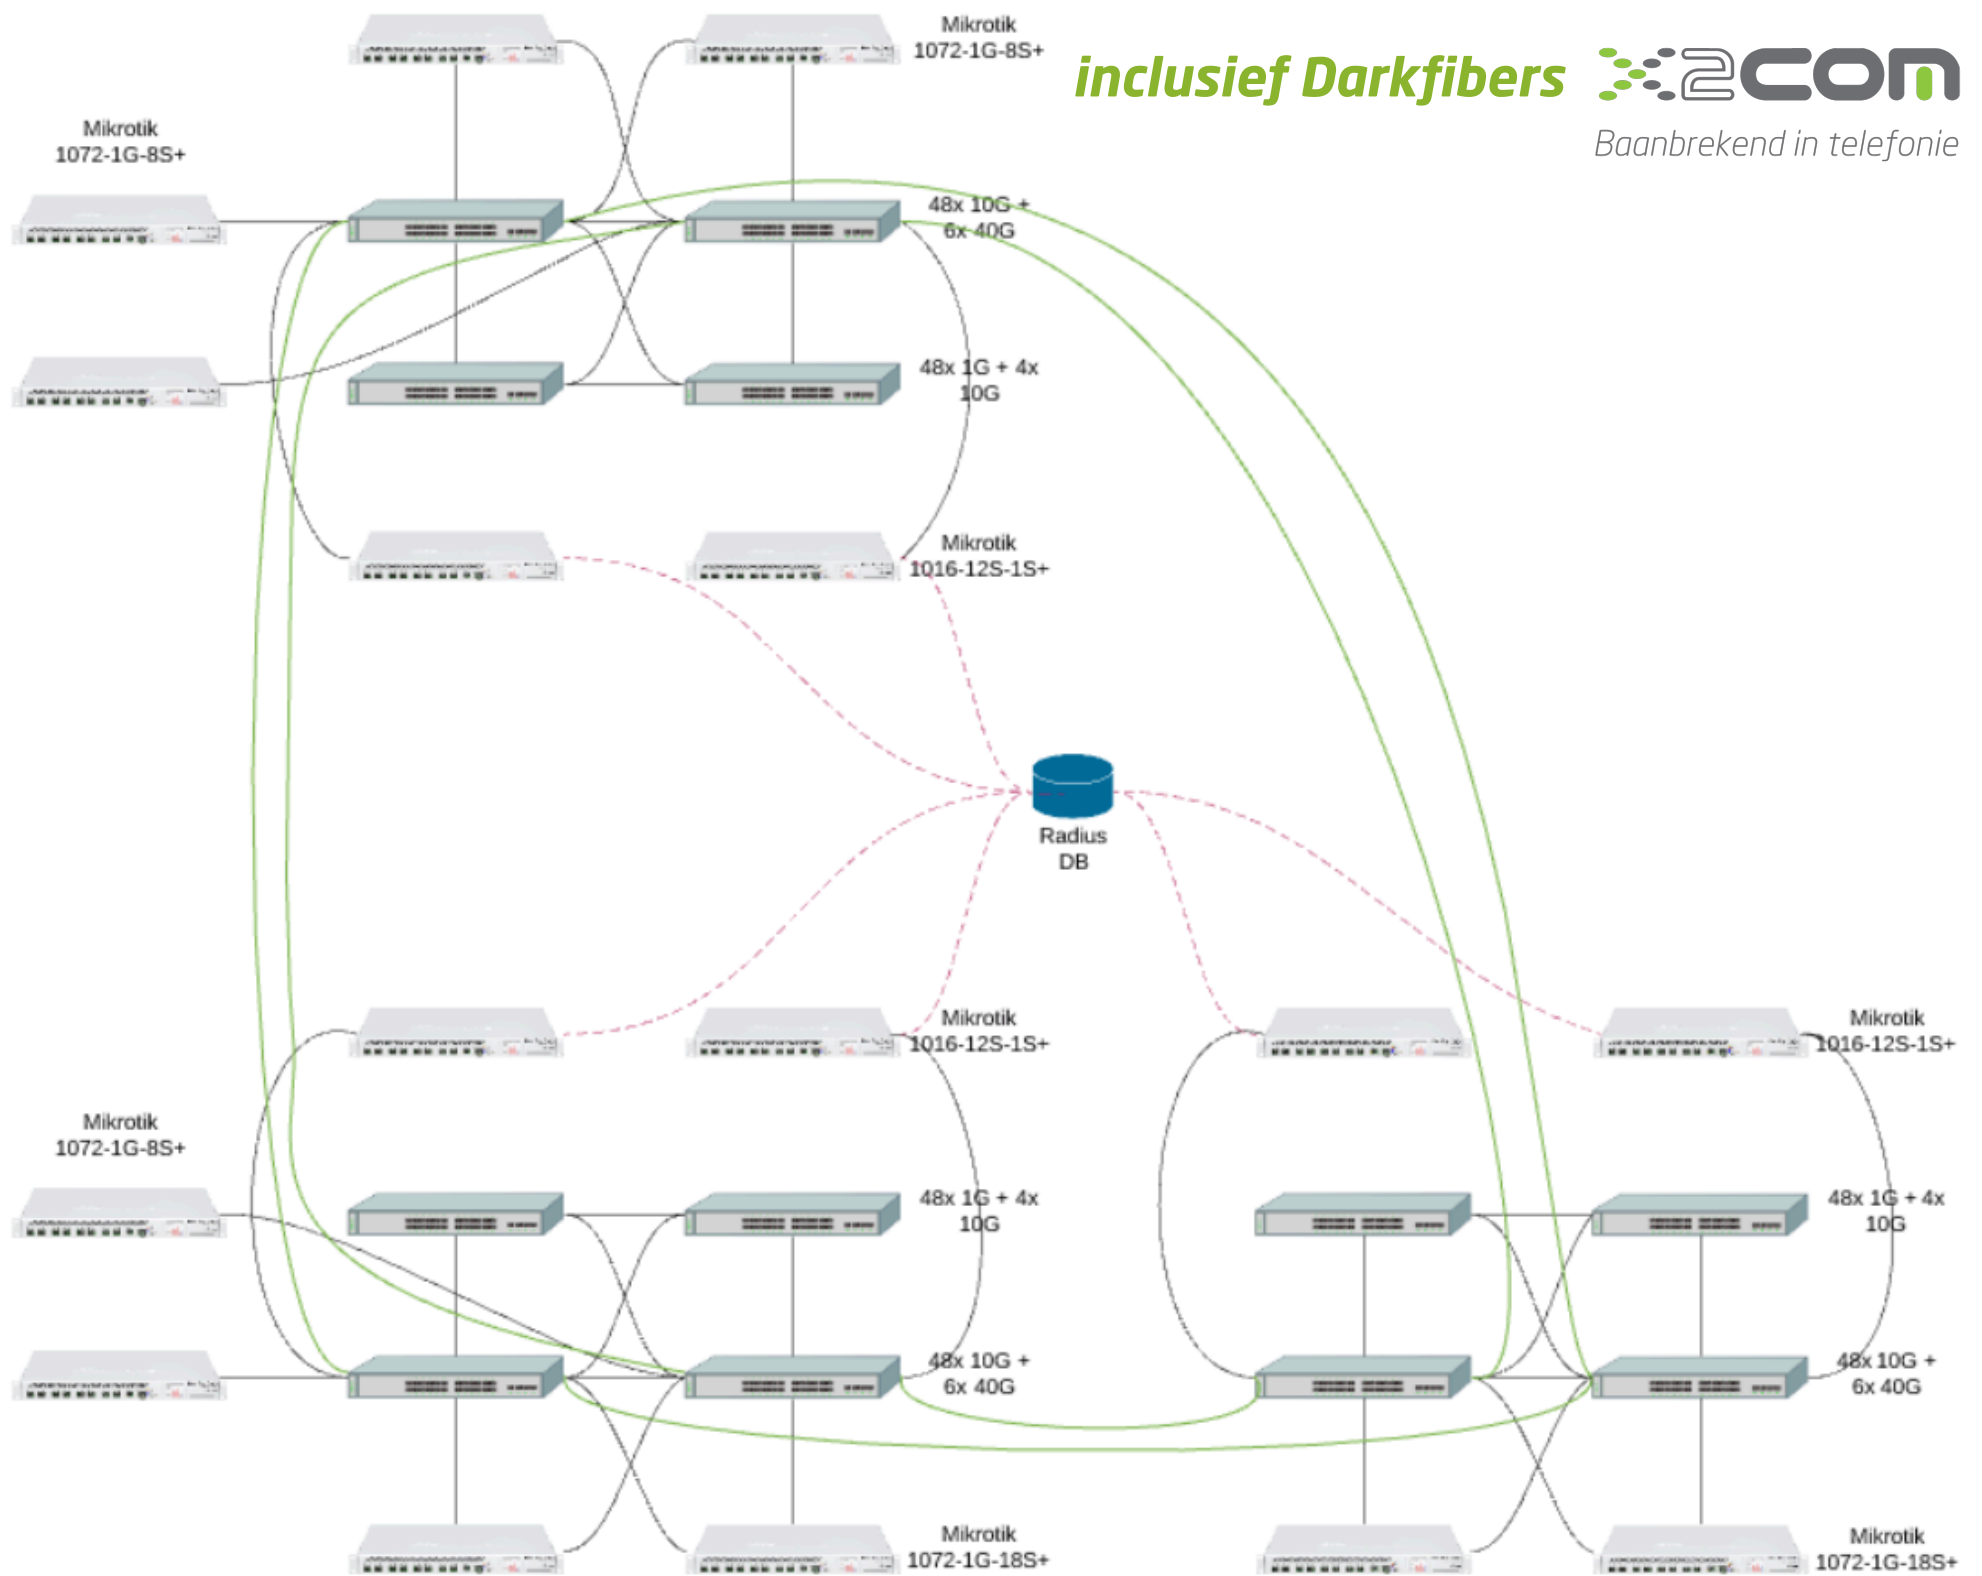 Mikrotik
1072-1G-8S+
inclusief Darkfibers
x2com
Baanbrekend in telefonie
Mikrotik
1072-1G-8S+
48x 10G +
6x 40G
48x 1G + 4x
10G
Mikrotik
1016-12S-1S+
Radius
DB
Mikrotik
1016-12S-1S+
Mikrotik
1016-12S-1S+
Mikrotik
1072-1G-8S+
48x 1G + 4x
10G
48x 1G + 4x
10G
48x 10G +
6x 40G
48x 10G +
6x 40G
Mikrotik
1072-1G-18S+
Mikrotik
1072-1G-18S+